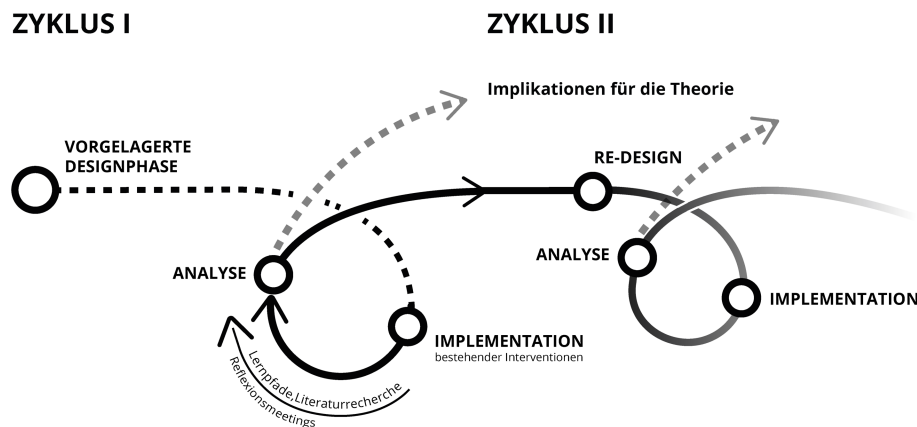 ZYKLUS I
ZYKLUS II
Implikationen für die Theorie
VORGELAGERTE
DESIGNPHASE
RE-DESIGN
ANALYSE
ANALYSE
IMPLEMENTATION
IMPLEMENTATION
bestehender Interventionen
Lernpfade,Literaturrecherche
Reflexionsmeetings